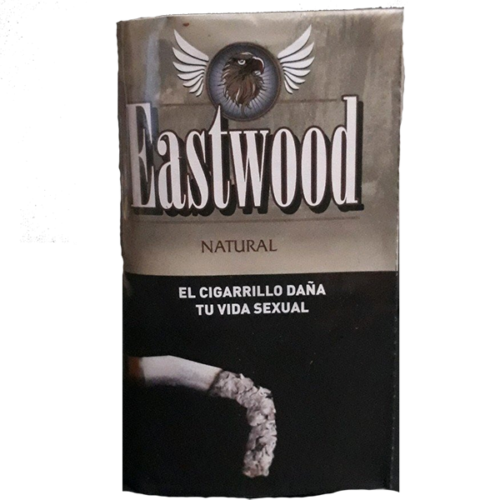 Eastwood
NATURAL
EL CIGARRILLO DAÑA
TU VIDA SEXUAL